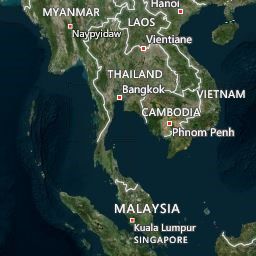 Hanoi
MYANMAR
LAOS
Naypyidaw
Vientiane
THAILAND
Bangkok
VIETNAM
CAMBODIA
Phnom Penh
MALAYSIA
Kuala Lumpur
SINGAPORE